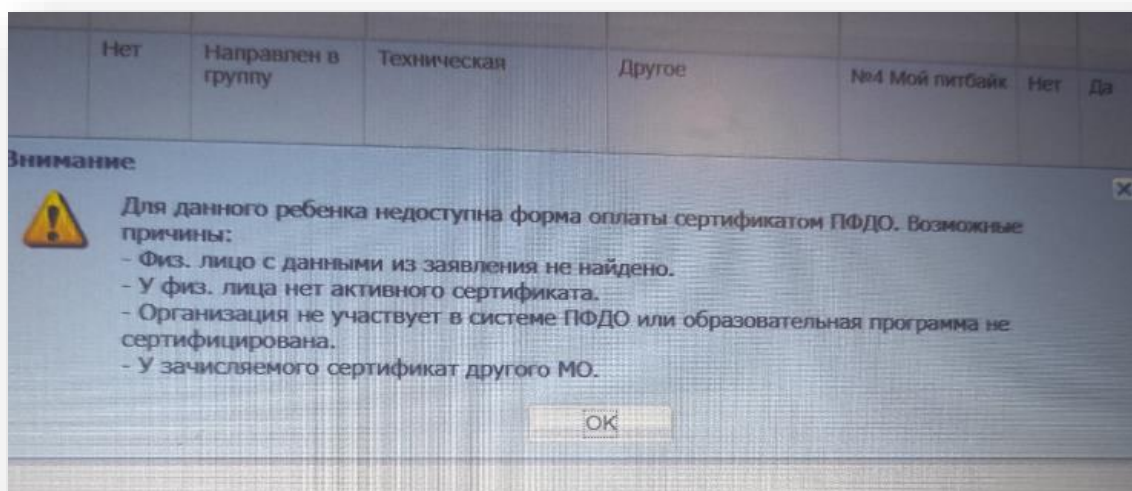 Нет
Направлен в
группу
Техническая
Другое
№4 Мой питбайк
Нет
Да
Внимание
Для данного ребенка недоступна форма оплаты сертификатом ПФДО. Возможные
причины:
- Физ. лицо с данными из заявления не найдено.
- У физ. лица нет активного сертификата.
- Организация не участвует в системе ПФДО или образовательная программа не
сертифицирована.
- У зачисляемого сертификат другого МО.
OK